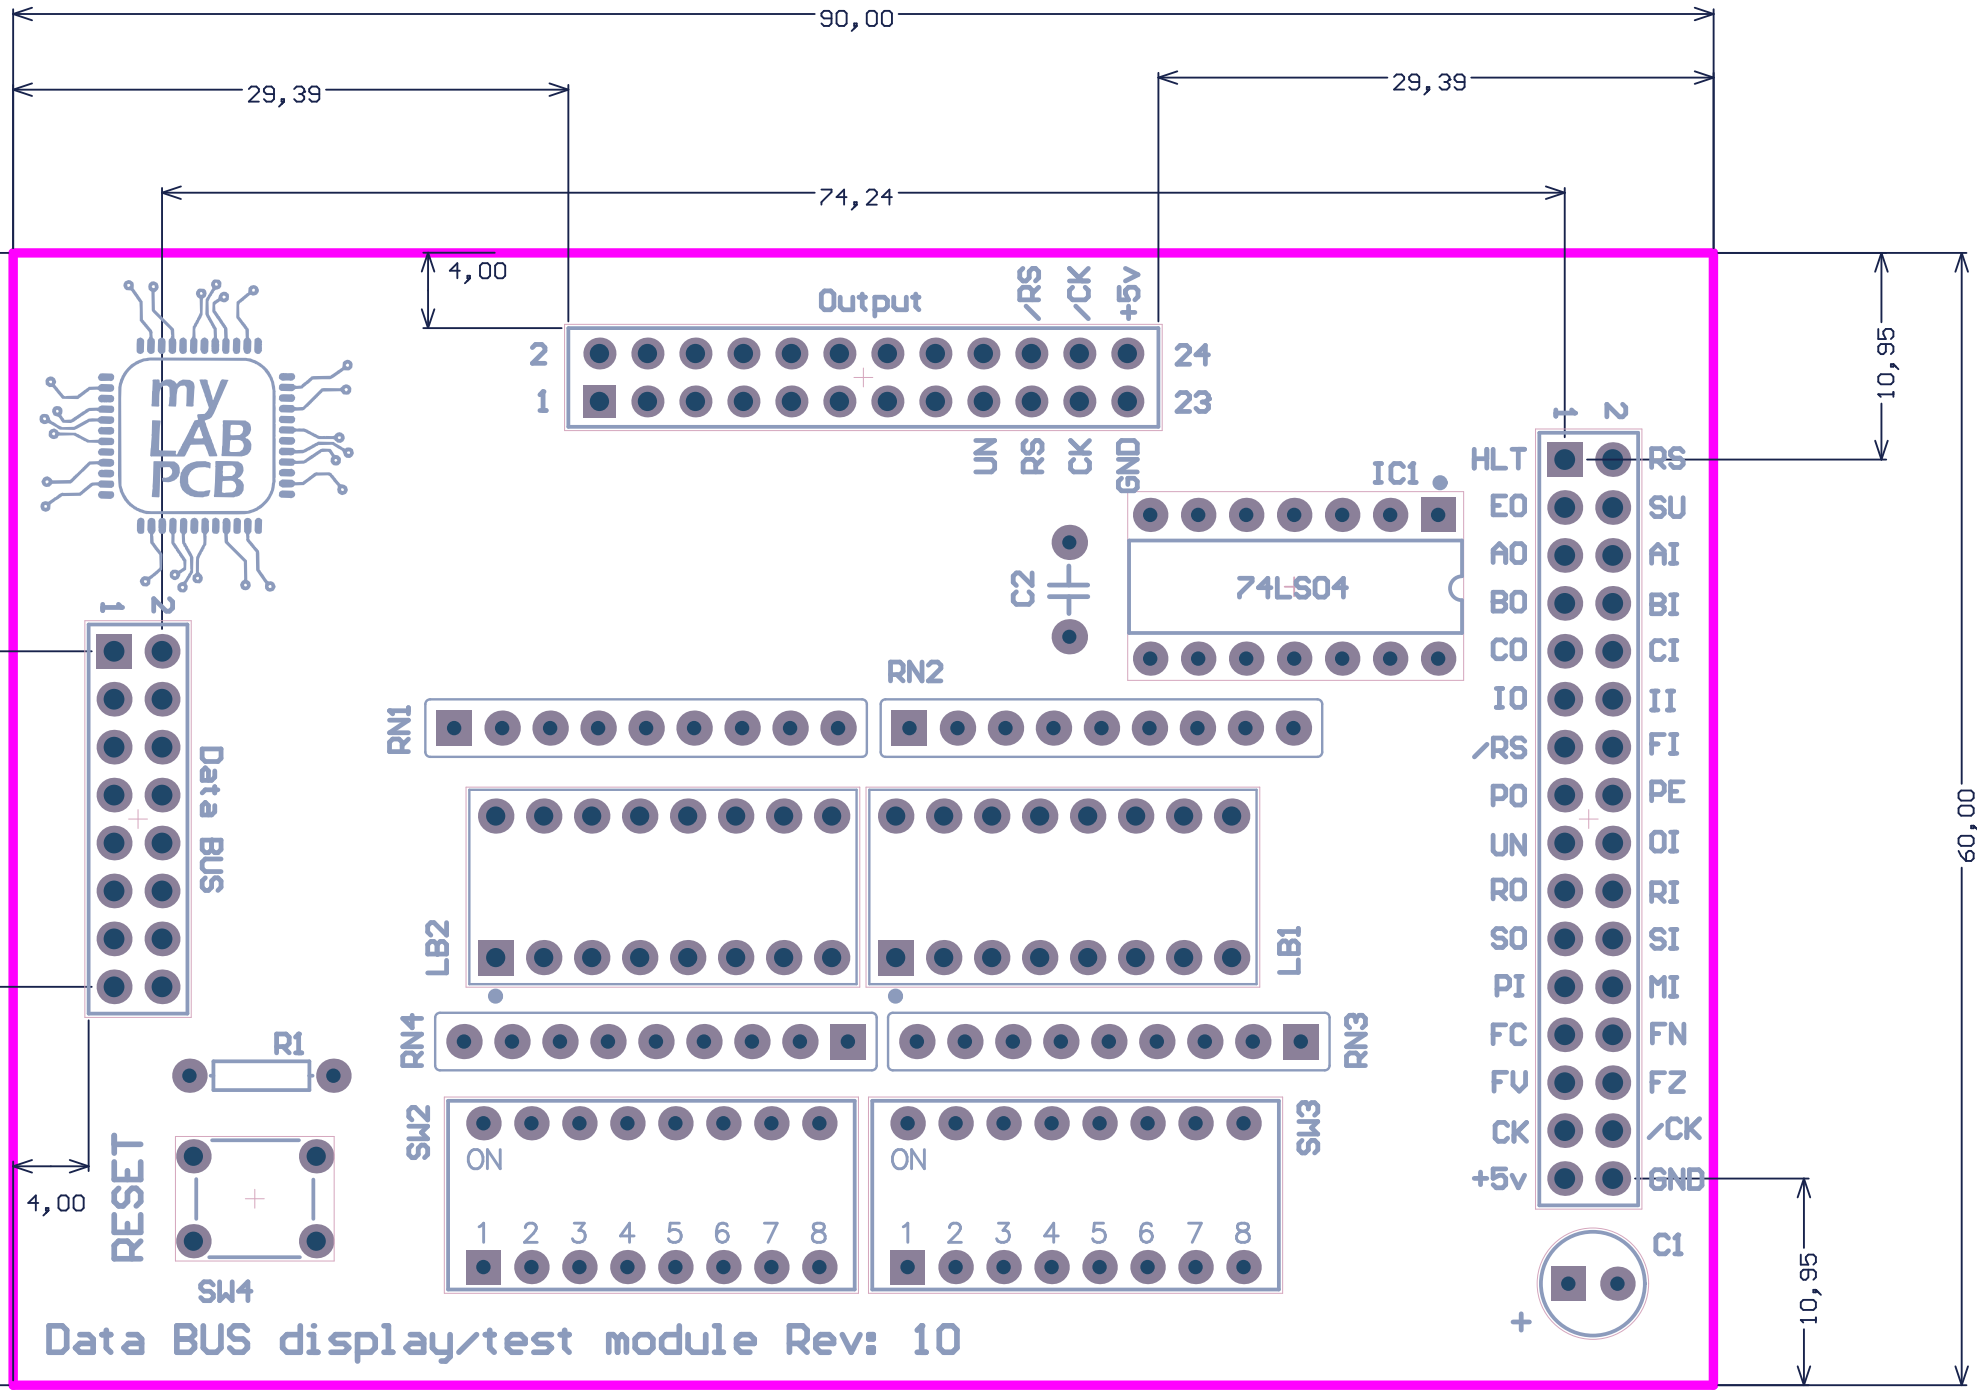 90,00
29,39
29,39
74,24
4,00
/RS
/CK
+5v
Output
2
24
1
23
10,95
my
LAB
PCB
UN
RS
CK
GND
1
2
HLT
RS
IC1
EO
SU
AO
AI
C2
74LS04
BO
BI
1
2
CO
CI
RN2
IO
II
RN1
/RS
FI
Data BUS
PO
PE
60,00
UN
OI
RO
RI
LB2
LB1
SO
SI
PI
MI
R1
RN4
RN3
FC
FN
FV
FZ
SW2
SW3
CK
/CK
ON
ON
+5v
GND
4,00
RESET
1 2 3 4 5 6 7 8
1 2 3 4 5 6 7 8
C1
SW4
10,95
+
Data BUS display/test module Rev: 10